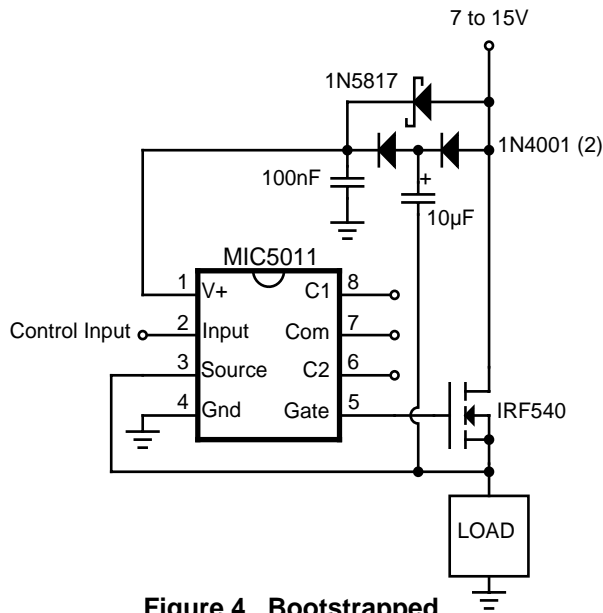 7 to 15V
1N5817
1N4001 (2)
100nF
+
10µF
MIC5011
1 V+ C1 8
Control Input 2 Input Com 7
3 Source C2 6
4 Gnd Gate 5
IRF540
LOAD
Figure 4. Bootstrapped